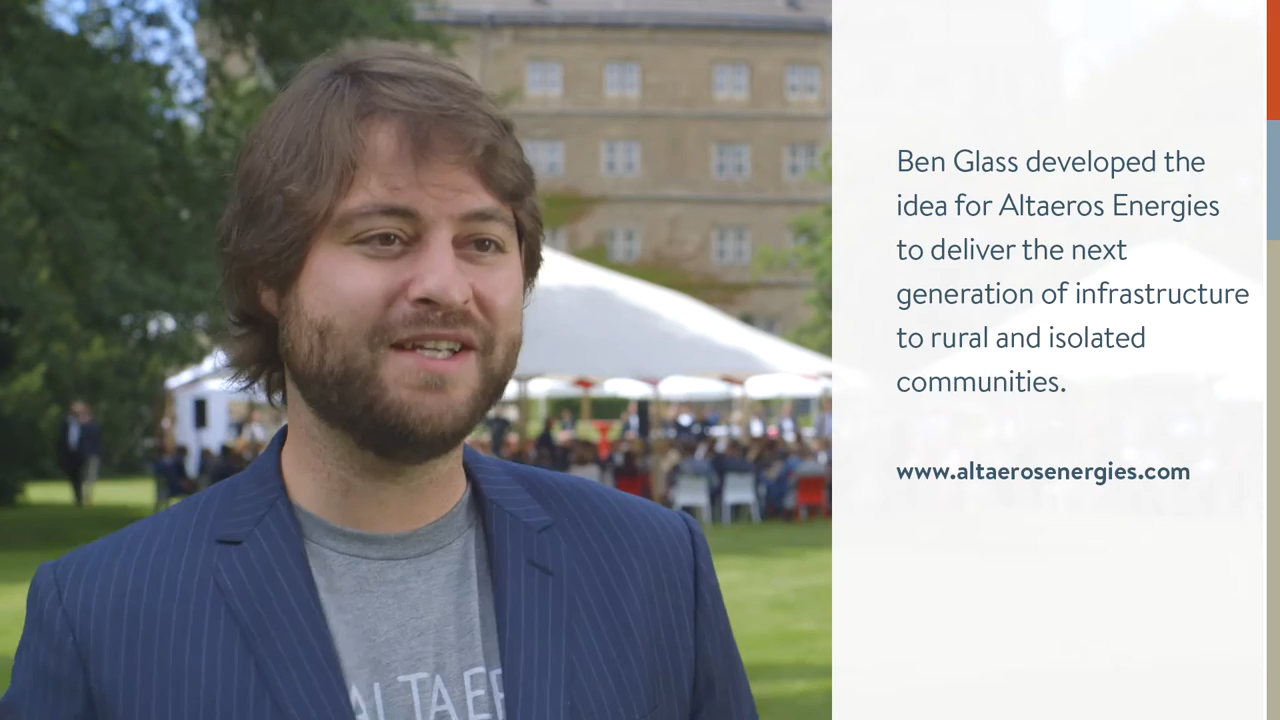 ALTAER
Ben Glass developed the
idea for Altaeros Energies
to deliver the next
generation of infrastructure
to rural and isolated
communities.
www.altaerosenergies.com